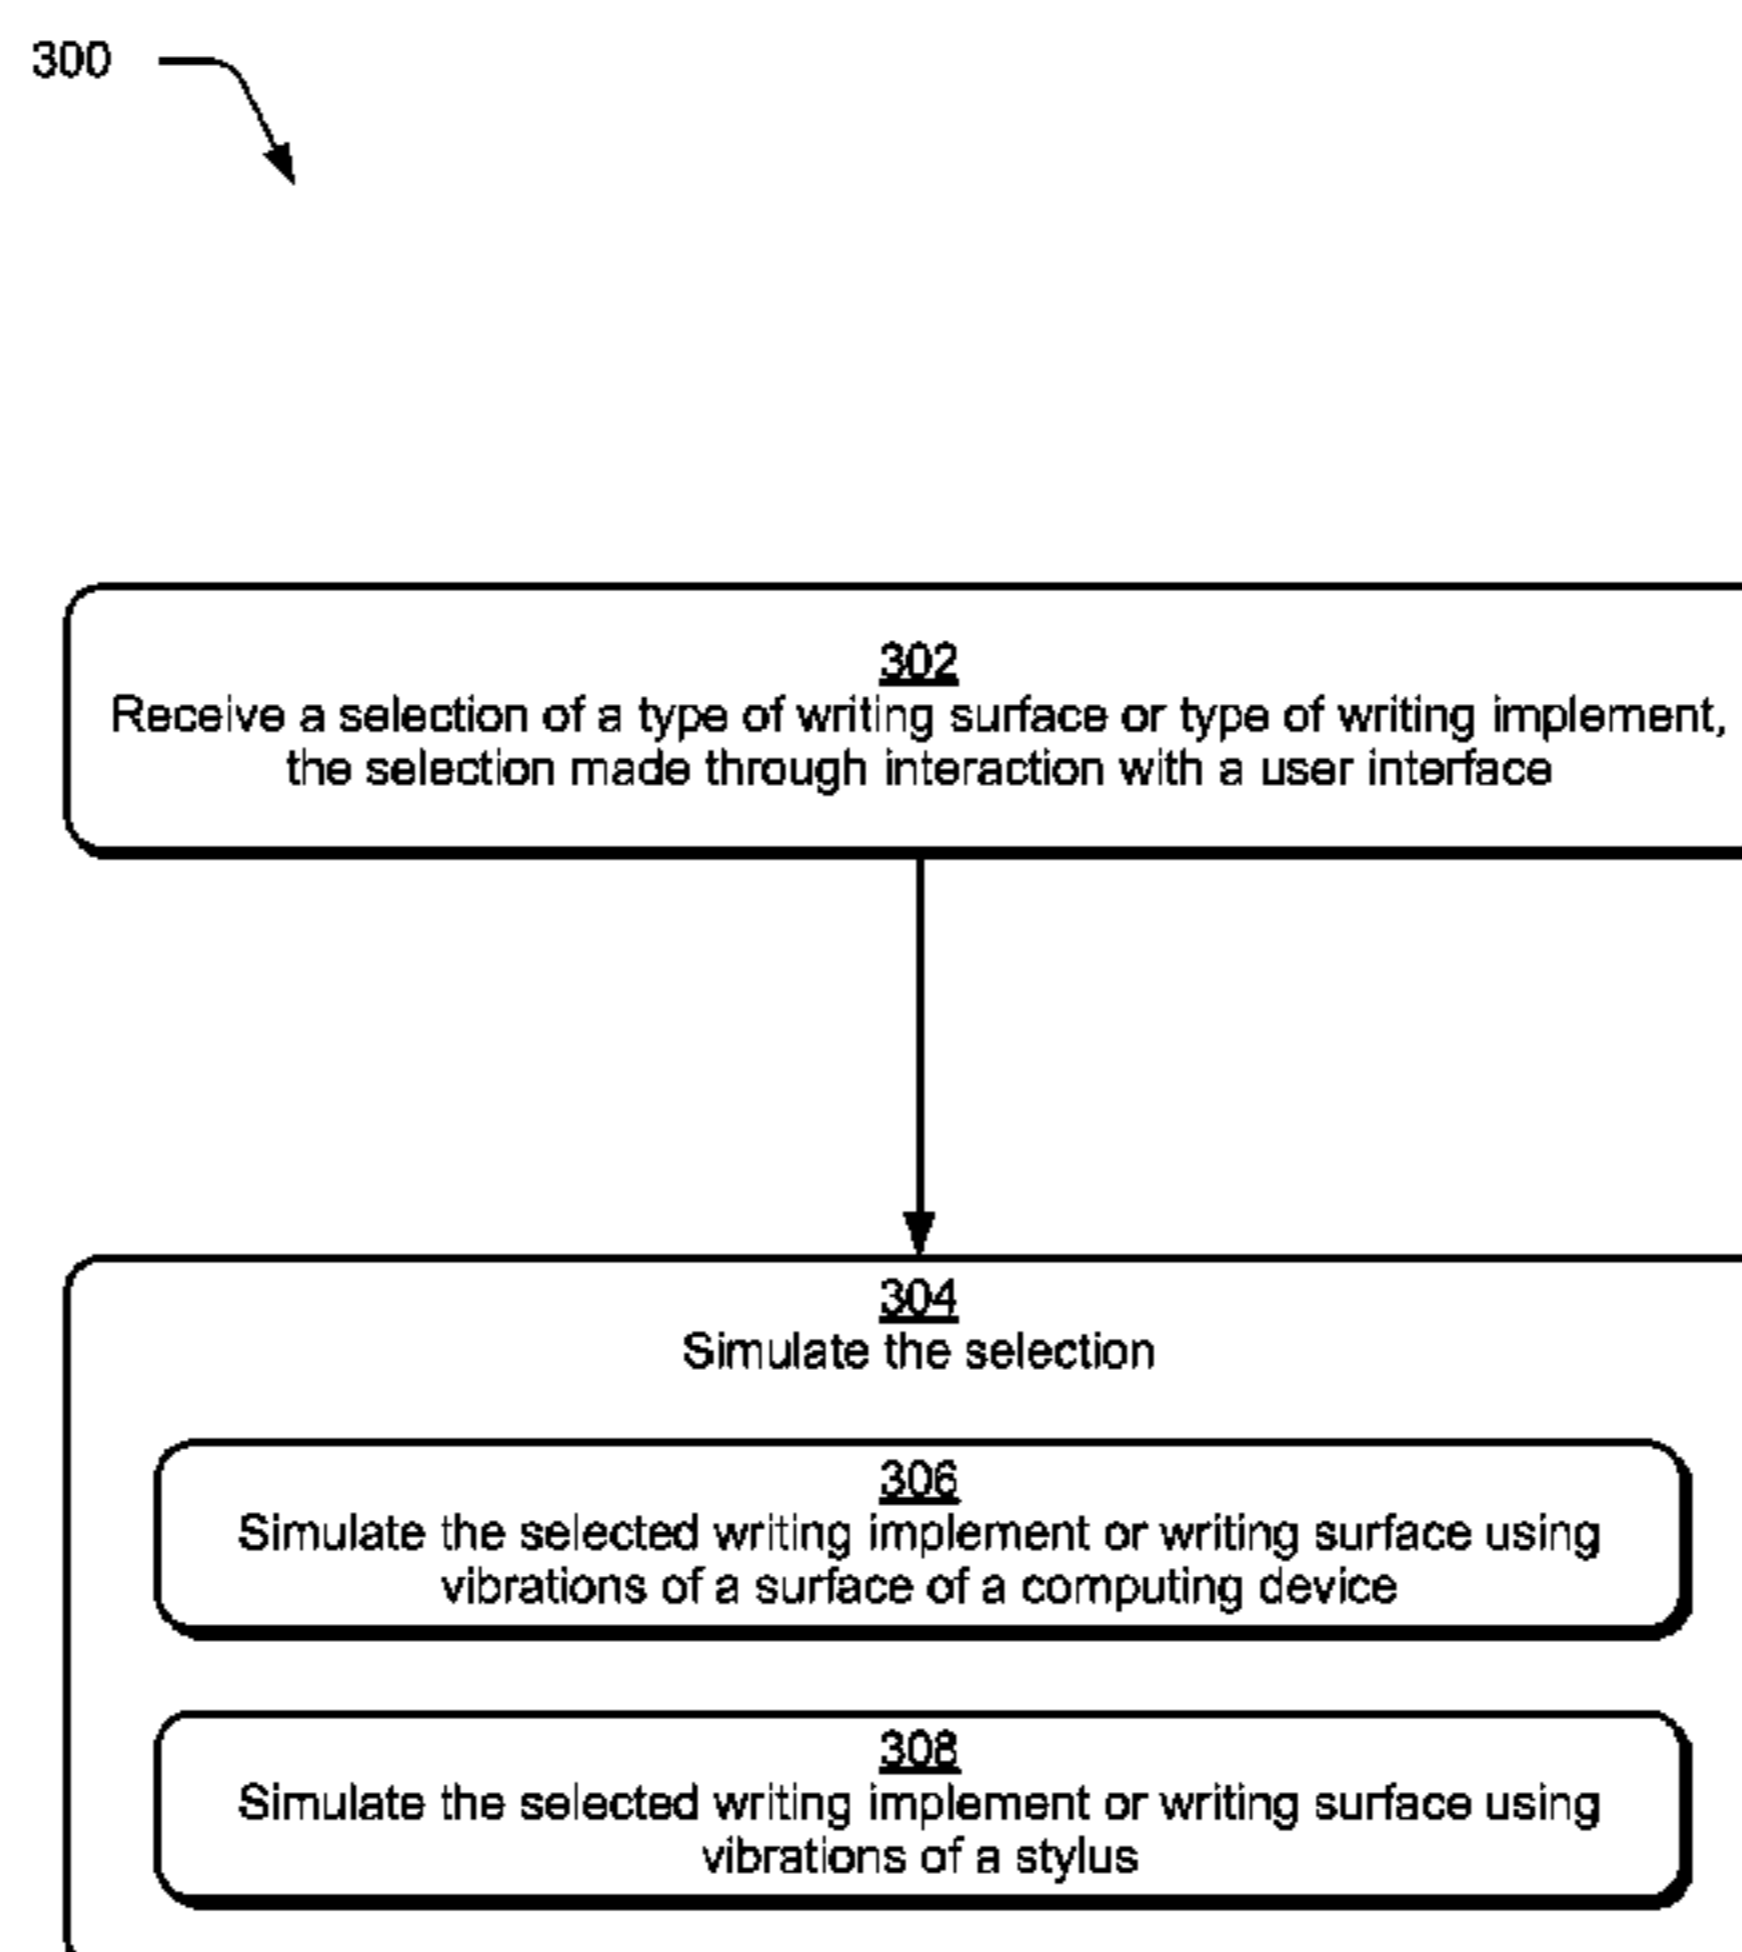 300
302
Receive a selection of a type of writing surface or type of writing implement,
the selection made through interaction with a user interface
304
Simulate the selection
306
Simulate the selected writing implement or writing surface using
vibrations of a surface of a computing device
308
Simulate the selected writing implement or writing surface using
vibrations of a stylus